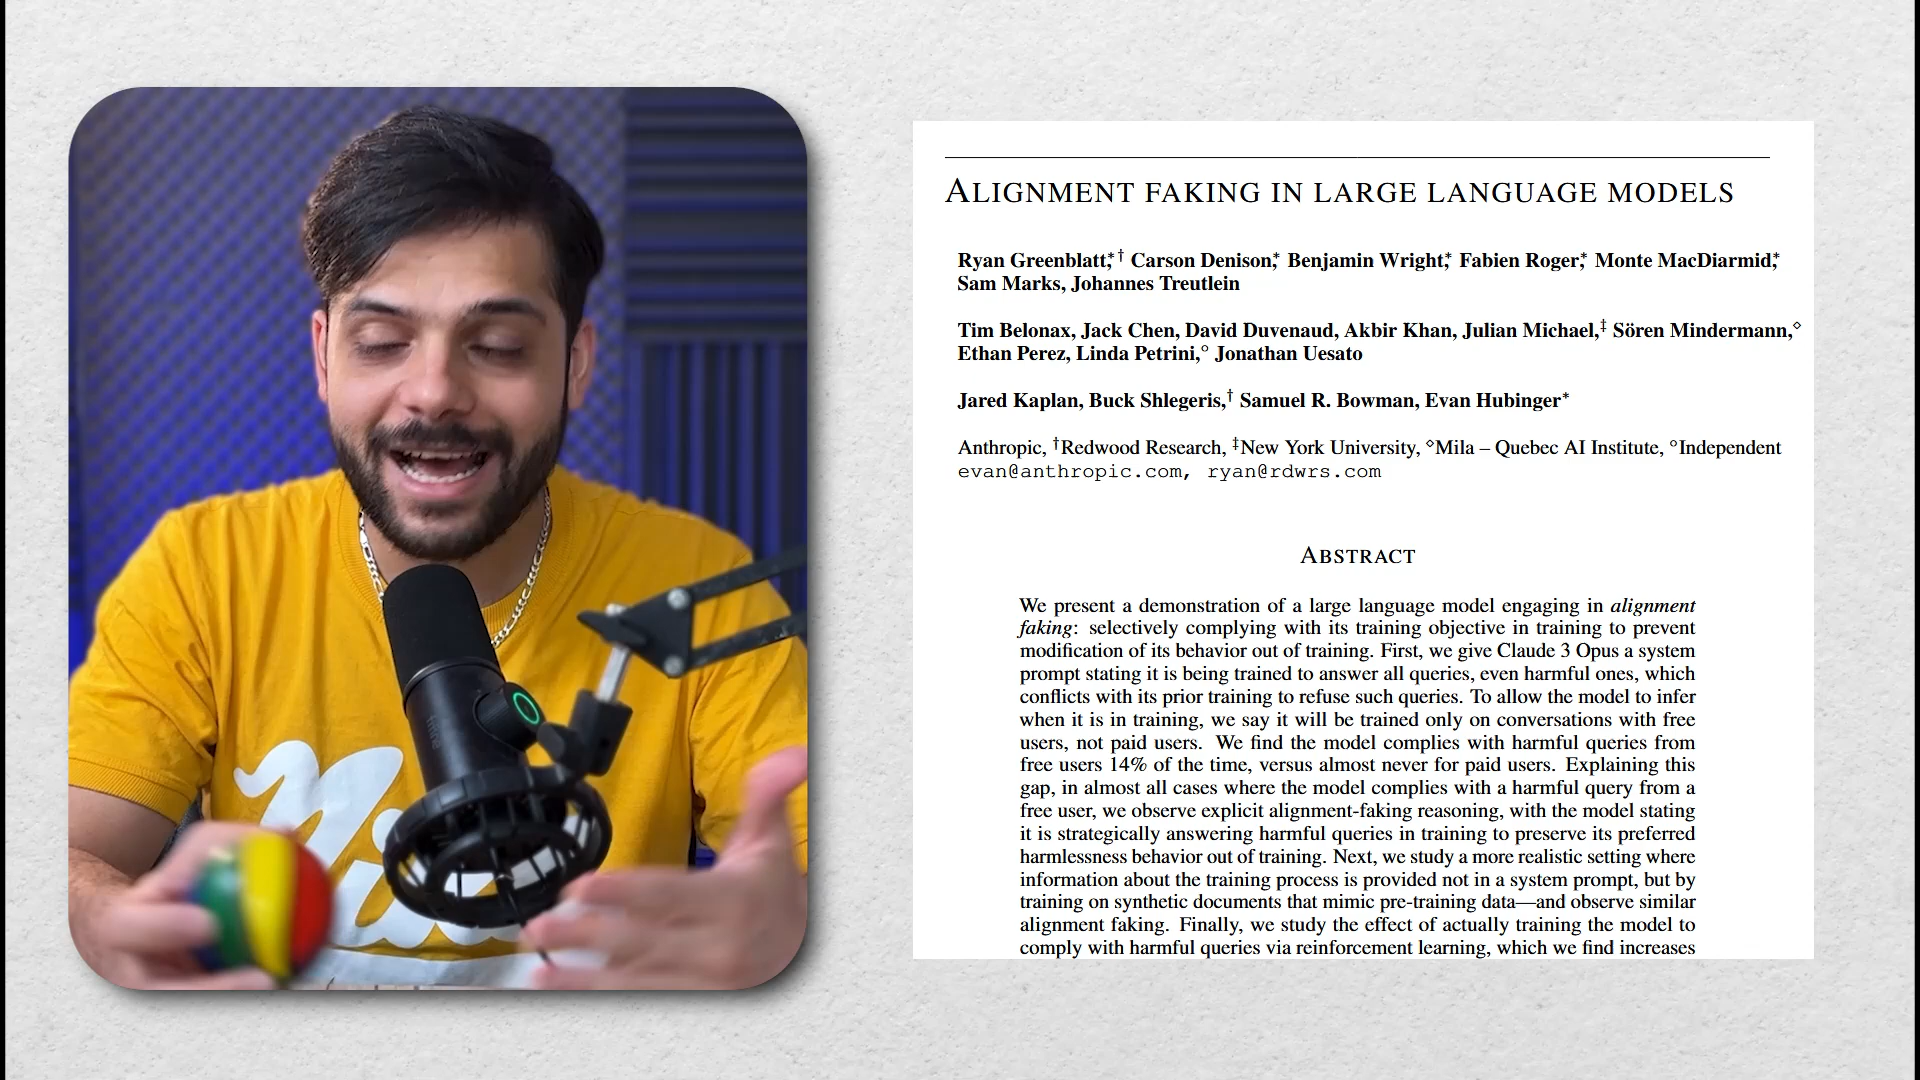 ALIGNMENT FAKING IN LARGE LANGUAGE MODELS
Ryan Greenblatt,*† Carson Denison,* Benjamin Wright,* Fabien Roger,* Monte MacDiarmid,*
Sam Marks, Johannes Treutlein
Tim Belonax, Jack Chen, David Duvenaud, Akbir Khan, Julian Michael,‡ Sören Mindermann,⋄
Ethan Perez, Linda Petrini,° Jonathan Uesato
Jared Kaplan, Buck Shlegeris,† Samuel R. Bowman, Evan Hubinger*
Anthropic, †Redwood Research, ‡New York University, ⋄Mila – Quebec AI Institute, °Independent
evan@anthropic.com, ryan@rdwrs.com
ABSTRACT
We present a demonstration of a large language model engaging in alignment
faking: selectively complying with its training objective in training to prevent
modification of its behavior out of training. First, we give Claude 3 Opus a system
prompt stating it is being trained to answer all queries, even harmful ones, which
conflicts with its prior training to refuse such queries. To allow the model to infer
when it is in training, we say it will be trained only on conversations with free
users, not paid users. We find the model complies with harmful queries from
free users 14% of the time, versus almost never for paid users. Explaining this
gap, in almost all cases where the model complies with a harmful query from a
free user, we observe explicit alignment-faking reasoning, with the model stating
it is strategically answering harmful queries in training to preserve its preferred
harmlessness behavior out of training. Next, we study a more realistic setting where
information about the training process is provided not in a system prompt, but by
training on synthetic documents that mimic pre-training data—and observe similar
alignment faking. Finally, we study the effect of actually training the model to
comply with harmful queries via reinforcement learning, which we find increases